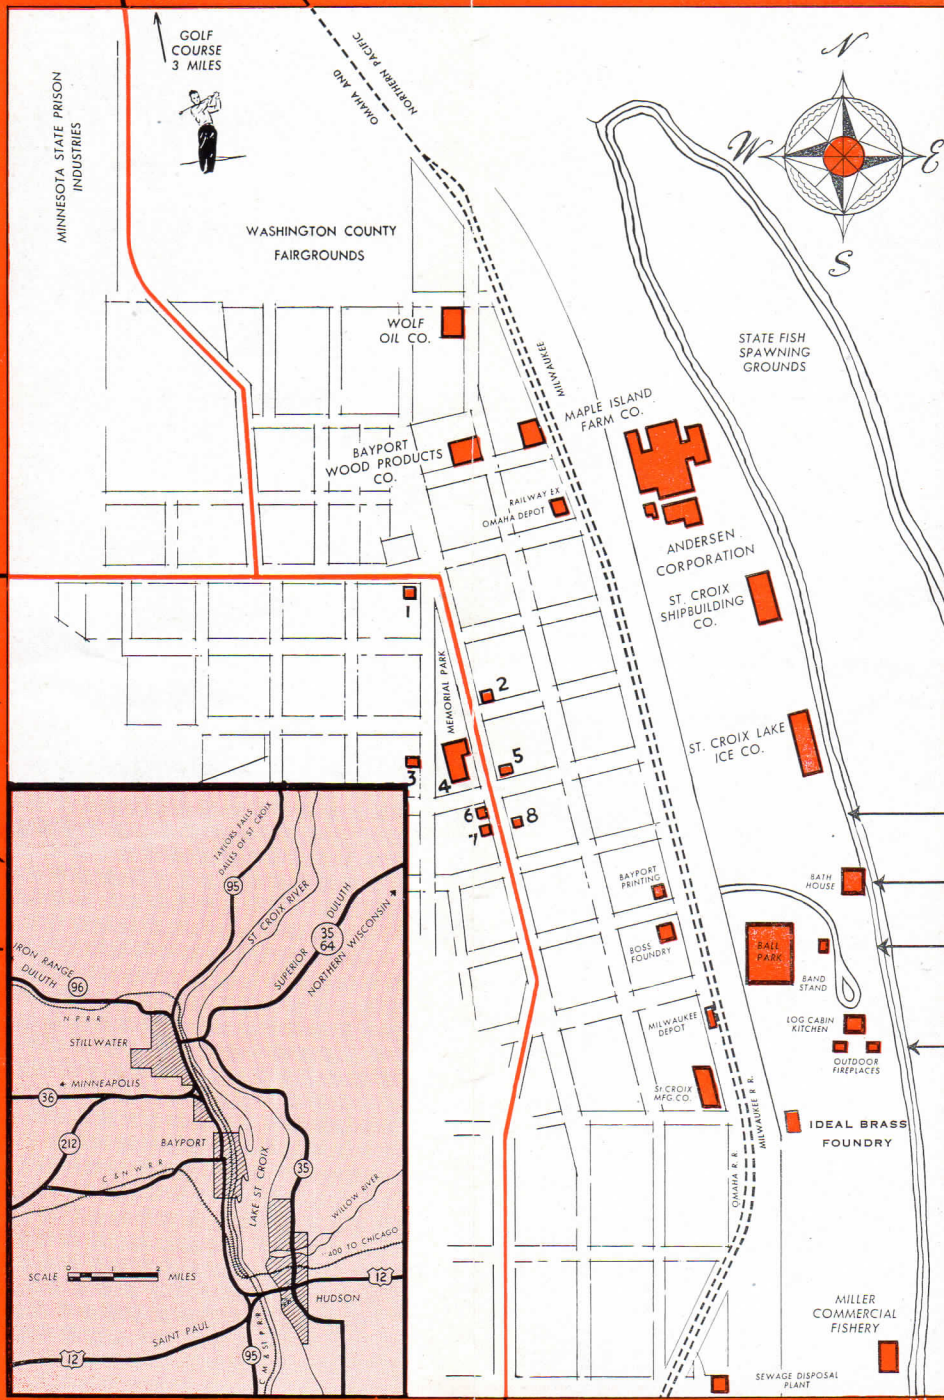 GOLF
COURSE
3 MILES
MINNESOTA STATE PRISON
INDUSTRIES
OMAHA AND
NORTHERN PACIFIC
N
W
E
S
WASHINGTON COUNTY
FAIRGROUNDS
WOLF
OIL CO.
MILWAUKEE
STATE FISH
SPAWNING
GROUNDS
MAPLE ISLAND
FARM CO.
BAYPORT
WOOD PRODUCTS
CO.
RAILWAY EX
OMAHA DEPOT
ANDERSEN
CORPORATION
ST. CROIX
SHIPBUILDING
CO.
1
MEMORIAL PARK
2
ST. CROIX LAKE
ICE CO.
3
4
5
6
7
8
BAYPORT
PRINTING
BATH
HOUSE
BOSS
FOUNDRY
BALL
PARK
BAND
STAND
MILWAUKEE
DEPOT
LOG CABIN
KITCHEN
OUTDOOR
FIREPLACES
St CROIX
MFG. CO.
IDEAL BRASS
FOUNDRY
OMAHA R. R.
MILWAUKEE R. R.
MILLER
COMMERCIAL
FISHERY
SEWAGE DISPOSAL
PLANT
TAYLORS FALLS
DALLES OF ST CROIX
95
ST. CROIX RIVER
35
64
SUPERIOR
DULUTH
NORTHERN WISCONSIN
IRON RANGE
DULUTH
96
N P R R
STILLWATER
MINNEAPOLIS
36
212
BAYPORT
C & N W R R
LAKE ST CROIX
35
WILLOW RIVER
400 TO CHICAGO
SCALE 0 1 2 MILES
12
HUDSON
SAINT PAUL
12
95
C M & ST P R R